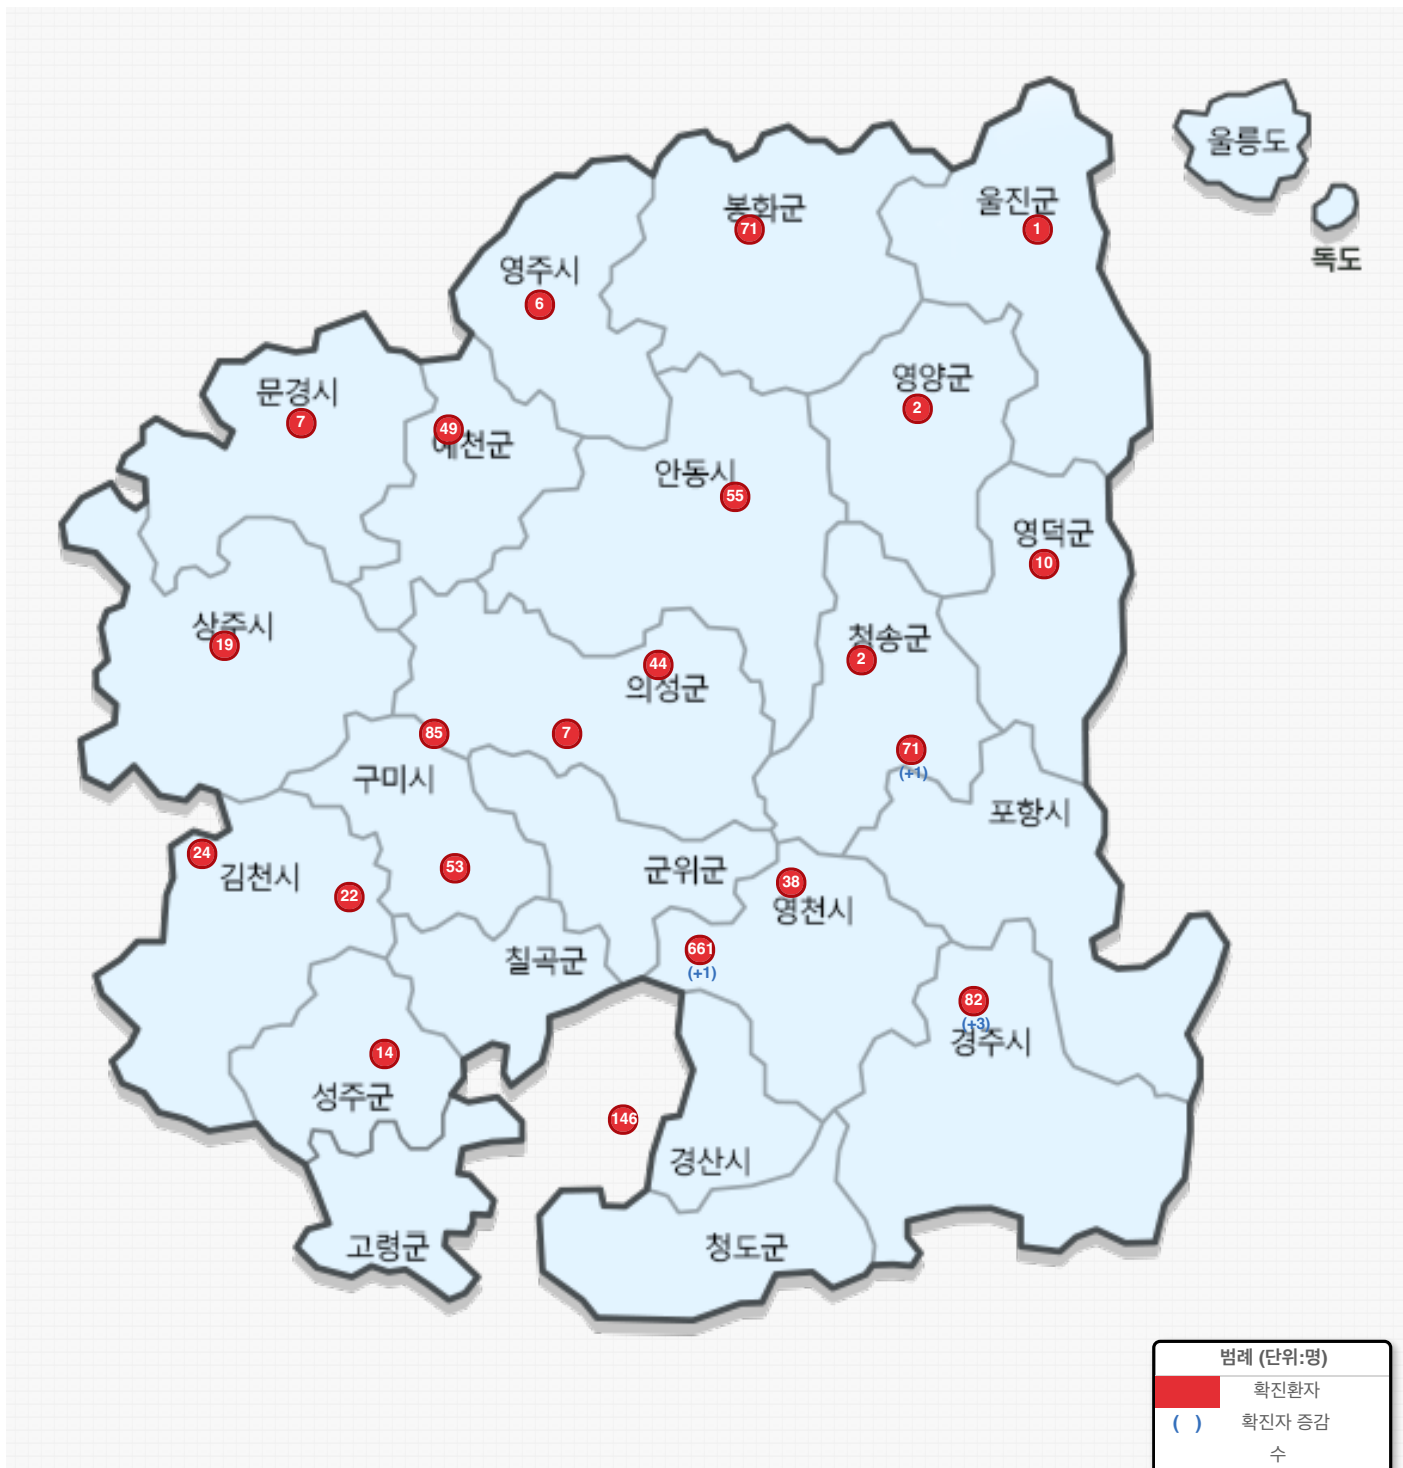 울릉도
독도
봉화군
71
울진군
1
영주시
6
문경시
7
49
예천군
영양군
2
안동시
55
영덕군
10
상주시
19
청송군
2
44
의성군
85
7
71
(+1)
구미시
포항시
24
김천시
22
53
군위군
38
영천시
661
(+1)
칠곡군
82
(+3)
경주시
14
성주군
146
경산시
고령군
청도군
범례 (단위:명)
확진환자
( ) 확진자 증감
수